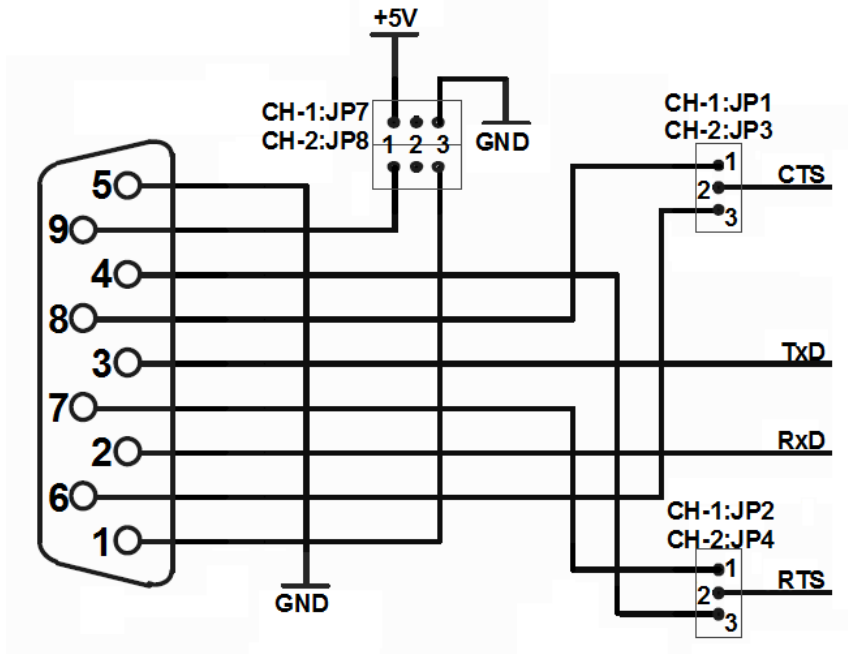 +5V
CH-1:JP7
CH-2:JP8
1 2 3
GND
CH-1:JP1
CH-2:JP3
1
2
3
CTS
5
9
4
8
3
7
2
6
1
TxD
RxD
CH-1:JP2
CH-2:JP4
1
2
3
RTS
GND